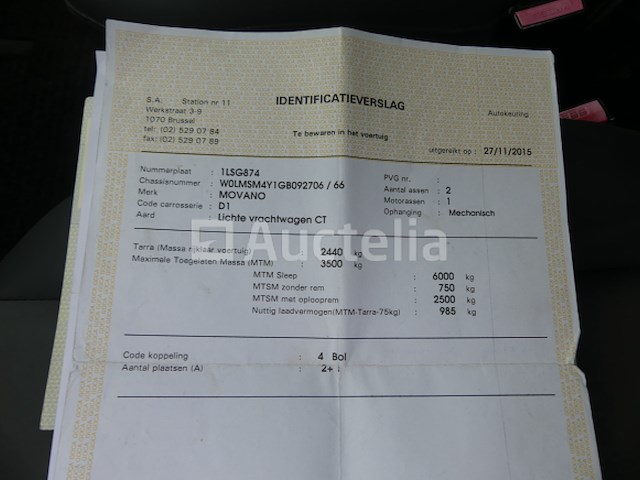 IDENTIFICATIEVERSLAG
S.A. Station nr 11
Werkstraat 3-9
1070 Brussel
tel: (02) 529 07 84
fax: (02) 529 07 89
Autokeuring
Te bewaren in het voertuig
uitgereikt op : 27/11/2015
Nummerplaat : 1LSG874
Chassisnummer : W0LMSM4Y1GB092706 / 66
Merk : MOVANO
Code carrosserie : D1
Aard : Lichte vrachtwagen CT
PVG nr. :
Aantal assen : 2
Motorassen : 1
Ophanging : Mechanisch
Auctelia
Tarra (Massa rijklaar voertuig) : 2440 kg
Maximale Toegelaten Massa (MTM) : 3500 kg
MTM Sleep : 6000 kg
MTSM zonder rem : 750 kg
MTSM met oplooprem : 2500 kg
Nuttig laadvermogen(MTM-Tarra-75kg) : 985 kg
Code koppeling : 4 Bol
Aantal plaatsen (A) : 2+